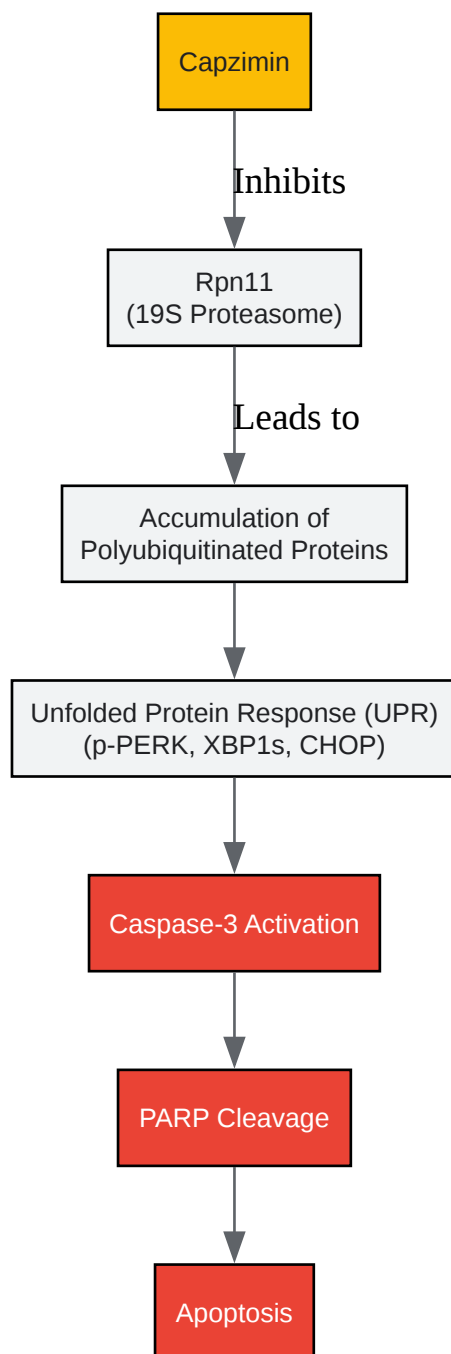 Capzimin
Inhibits
Rpn11
(19S Proteasome)
Leads to
Accumulation of
Polyubiquitinated Proteins
Unfolded Protein Response (UPR)
(p-PERK, XBP1s, CHOP)
Caspase-3 Activation
PARP Cleavage
Apoptosis